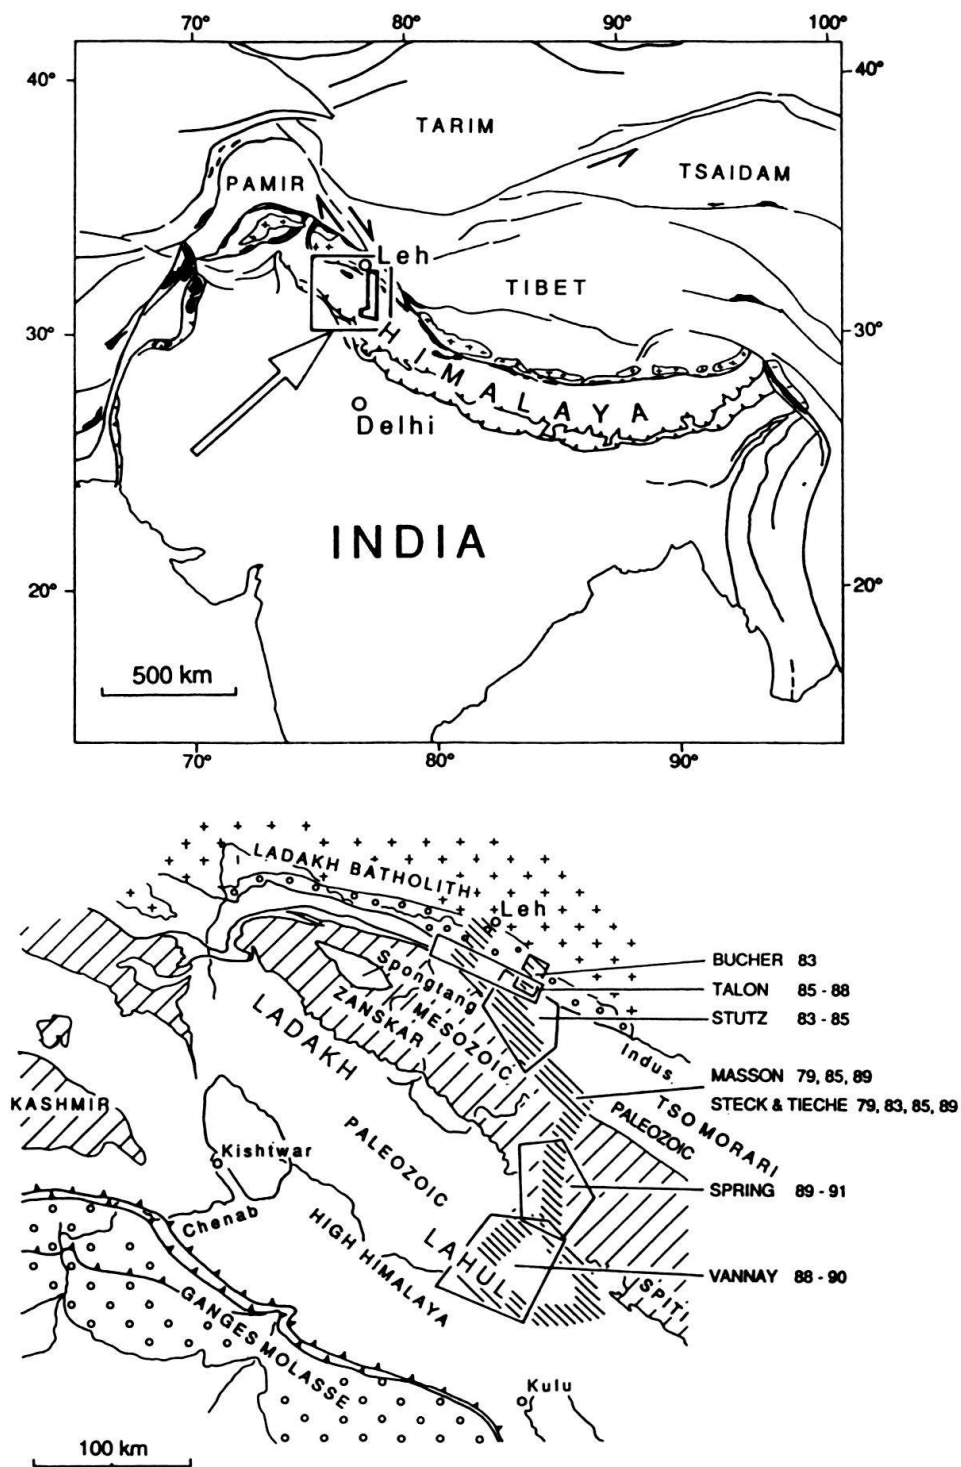 70° 80° 90° 100°
40° 40°
TARIM
TSAIDAM
PAMIR
Leh
TIBET
30° 30°
HIMALAYA
Delhi
INDIA
20° 20°
500 km
70° 80° 90°
LADAKH BATHOLITH
Leh
BUCHER 83
Spongtang
TALON 85 - 88
ZANSKAR
MESOZOIC
STUTZ 83 - 85
LADAKH
Indus
MASSON 79, 85, 89
STECK & TIECHE 79, 83, 85, 89
KASHMIR
TSO MORARI
PALEOZOIC
PALEOZOIC
Kishtwar
SPRING 89 - 91
Chenab
HIGH HIMALAYA
LAHUL
VANNAY 88 - 90
SPITI
GANGES MOLASSE
Kulu
100 km